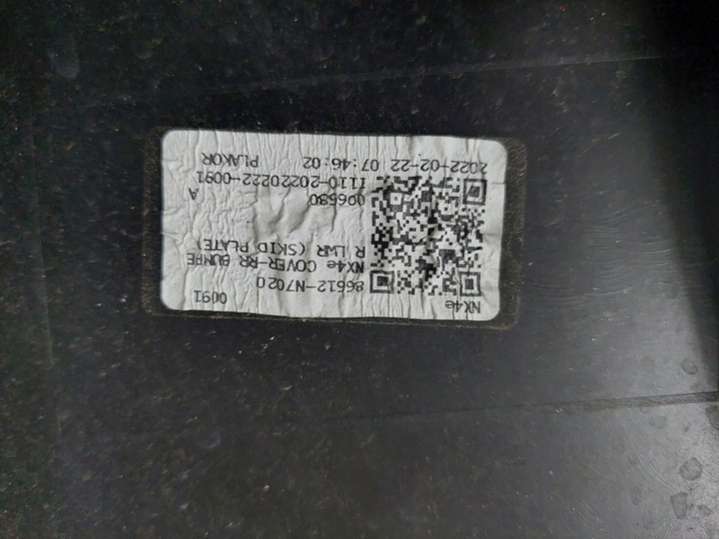 NX4e 0091
86612-N7020
NX4e COVER-RR BUMPE
R LWR (SKID PLATE)
006680 A
I110-20220222-0091
2022-02-22 07:46:02 PLAKOR